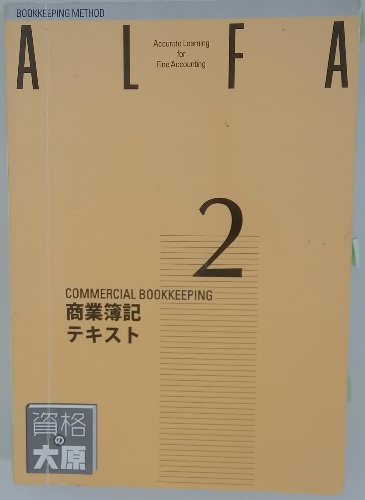 BOOKKEEPING METHOD
A L F A
Accurate Learning
for
Fine Accounting
2
COMMERCIAL BOOKKEEPING
商業簿記
テキスト
資格
の
大原